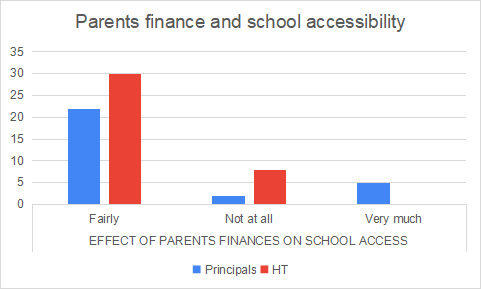 Parents finance and school accessibility
35
30
25
20
15
10
5
0
Fairly Not at all Very much
EFFECT OF PARENTS FINANCES ON SCHOOL ACCESS
Principals HT